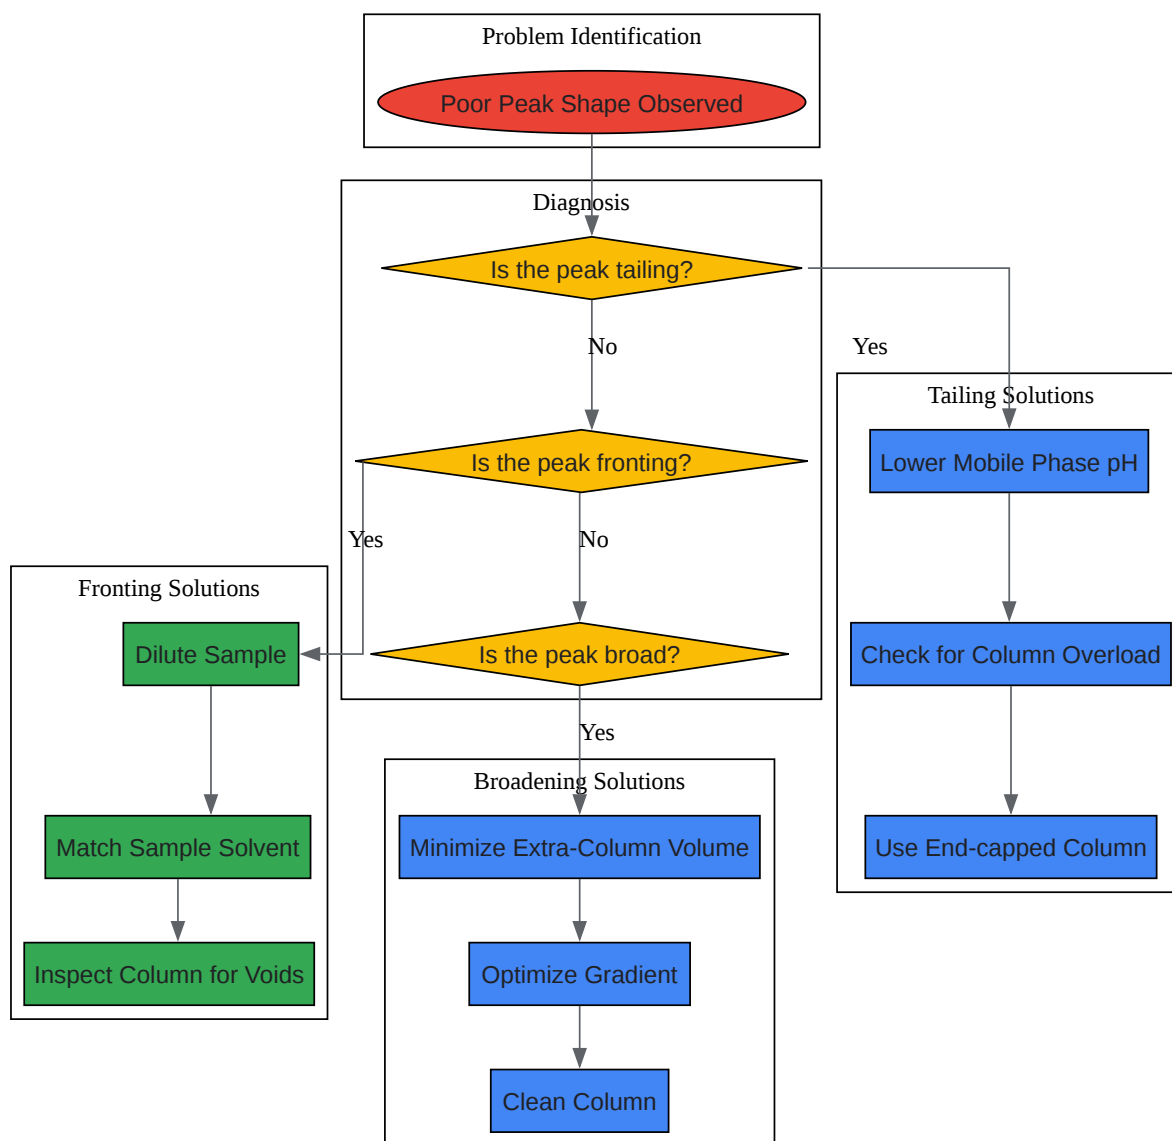 Problem Identification
Poor Peak Shape Observed
Diagnosis
Is the peak tailing?
No
Yes
Tailing Solutions
Is the peak fronting?
Lower Mobile Phase pH
Yes
No
Fronting Solutions
Dilute Sample
Is the peak broad?
Check for Column Overload
Yes
Broadening Solutions
Match Sample Solvent
Minimize Extra-Column Volume
Use End-capped Column
Inspect Column for Voids
Optimize Gradient
Clean Column